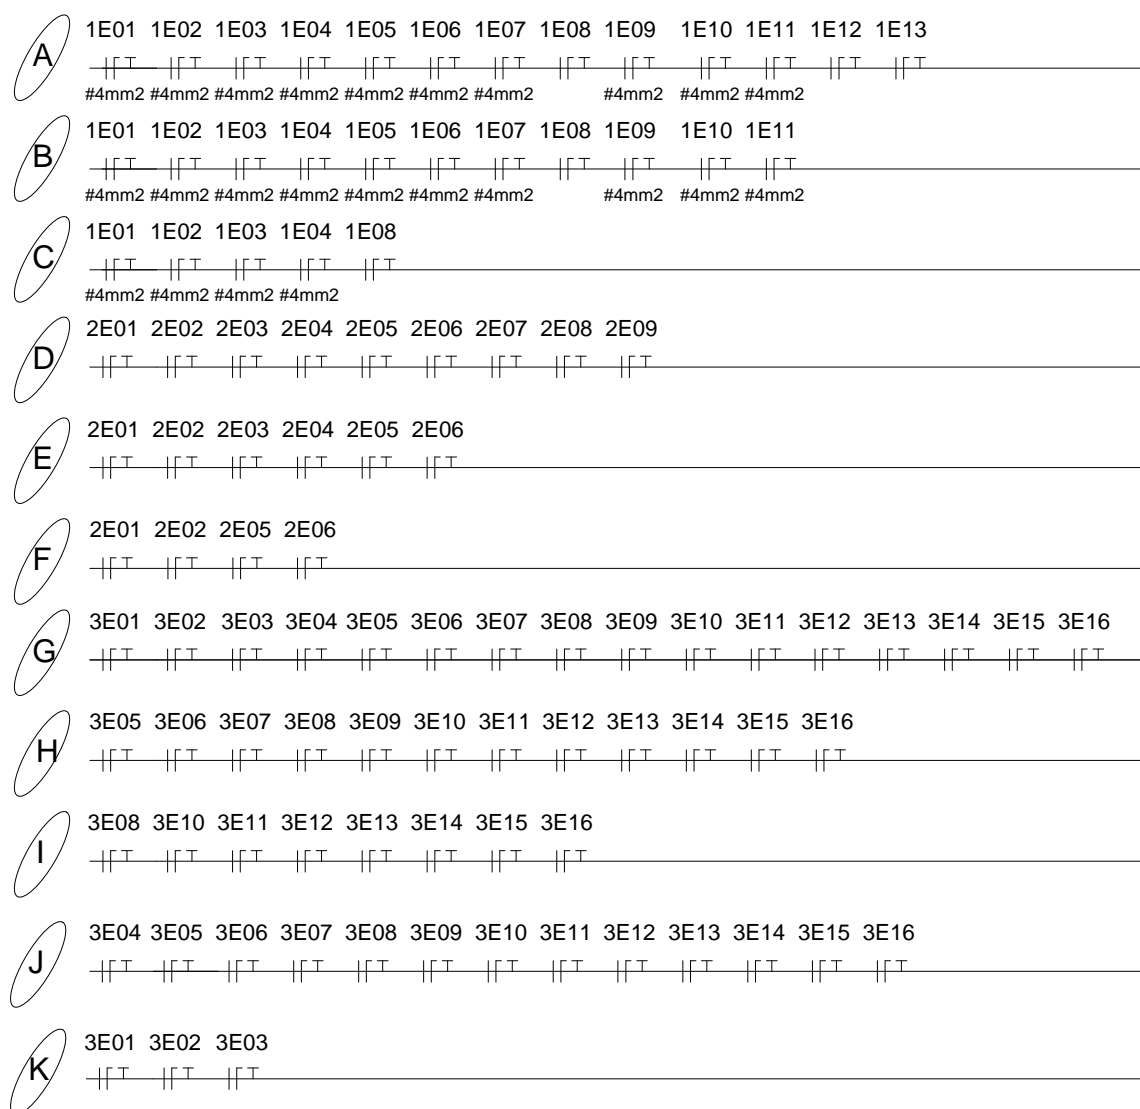 A 1E01 1E02 1E03 1E04 1E05 1E06 1E07 1E08 1E09 1E10 1E11 1E12 1E13
#4mm2 #4mm2 #4mm2 #4mm2 #4mm2 #4mm2 #4mm2 #4mm2 #4mm2 #4mm2
B 1E01 1E02 1E03 1E04 1E05 1E06 1E07 1E08 1E09 1E10 1E11
#4mm2 #4mm2 #4mm2 #4mm2 #4mm2 #4mm2 #4mm2 #4mm2 #4mm2 #4mm2
C 1E01 1E02 1E03 1E04 1E08
#4mm2 #4mm2 #4mm2 #4mm2
D 2E01 2E02 2E03 2E04 2E05 2E06 2E07 2E08 2E09
E 2E01 2E02 2E03 2E04 2E05 2E06
F 2E01 2E02 2E05 2E06
G 3E01 3E02 3E03 3E04 3E05 3E06 3E07 3E08 3E09 3E10 3E11 3E12 3E13 3E14 3E15 3E16
H 3E05 3E06 3E07 3E08 3E09 3E10 3E11 3E12 3E13 3E14 3E15 3E16
I 3E08 3E10 3E11 3E12 3E13 3E14 3E15 3E16
J 3E04 3E05 3E06 3E07 3E08 3E09 3E10 3E11 3E12 3E13 3E14 3E15 3E16
K 3E01 3E02 3E03